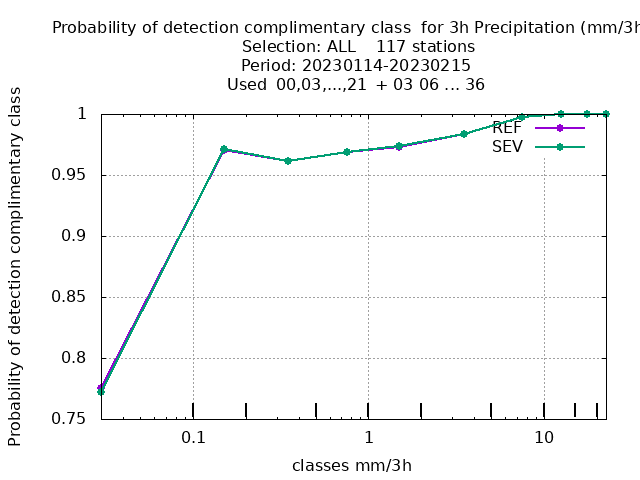 Probability of detection complimentary class for 3h Precipitation (mm/3h
Selection: ALL 117 stations
Period: 20230114-20230215
Used 00,03,...,21 + 03 06 ... 36
Probability of detection complimentary class
1
0.95
0.9
0.85
0.8
0.75
REF
SEV
0.1
1
10
classes mm/3h